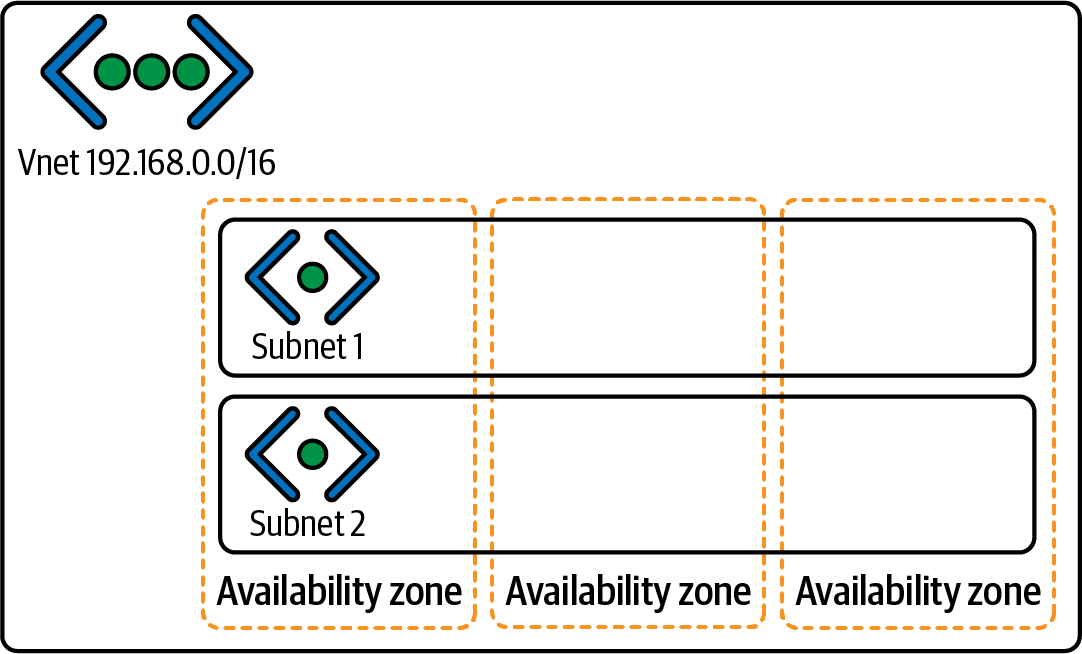 Vnet 192.168.0.0/16
Subnet 1
Subnet 2
Availability zone
Availability zone
Availability zone